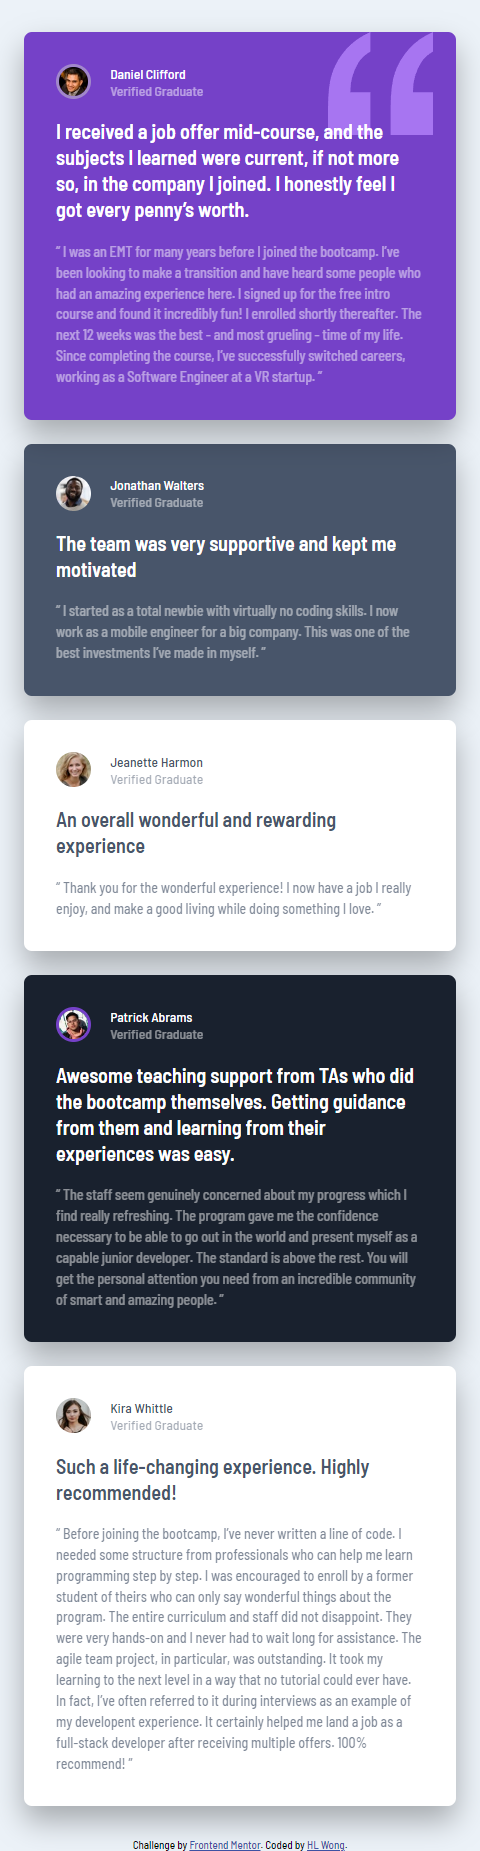 Daniel Clifford
Verified Graduate
I received a job offer mid-course, and the
subjects I learned were current, if not more
so, in the company I joined. I honestly feel I
got every penny’s worth.
“ I was an EMT for many years before I joined the bootcamp. I’ve
been looking to make a transition and have heard some people who
had an amazing experience here. I signed up for the free intro
course and found it incredibly fun! I enrolled shortly thereafter. The
next 12 weeks was the best - and most grueling - time of my life.
Since completing the course, I’ve successfully switched careers,
working as a Software Engineer at a VR startup. ”
Jonathan Walters
Verified Graduate
The team was very supportive and kept me
motivated
“ I started as a total newbie with virtually no coding skills. I now
work as a mobile engineer for a big company. This was one of the
best investments I’ve made in myself. ”
Jeanette Harmon
Verified Graduate
An overall wonderful and rewarding
experience
“ Thank you for the wonderful experience! I now have a job I really
enjoy, and make a good living while doing something I love. ”
Patrick Abrams
Verified Graduate
Awesome teaching support from TAs who did
the bootcamp themselves. Getting guidance
from them and learning from their
experiences was easy.
“ The staff seem genuinely concerned about my progress which I
find really refreshing. The program gave me the confidence
necessary to be able to go out in the world and present myself as a
capable junior developer. The standard is above the rest. You will
get the personal attention you need from an incredible community
of smart and amazing people. ”
Kira Whittle
Verified Graduate
Such a life-changing experience. Highly
recommended!
“ Before joining the bootcamp, I’ve never written a line of code. I
needed some structure from professionals who can help me learn
programming step by step. I was encouraged to enroll by a former
student of theirs who can only say wonderful things about the
program. The entire curriculum and staff did not disappoint. They
were very hands-on and I never had to wait long for assistance. The
agile team project, in particular, was outstanding. It took my
learning to the next level in a way that no tutorial could ever have.
In fact, I’ve often referred to it during interviews as an example of
my developent experience. It certainly helped me land a job as a
full-stack developer after receiving multiple offers. 100%
recommend! ”
Challenge by Frontend Mentor. Coded by HL Wong.